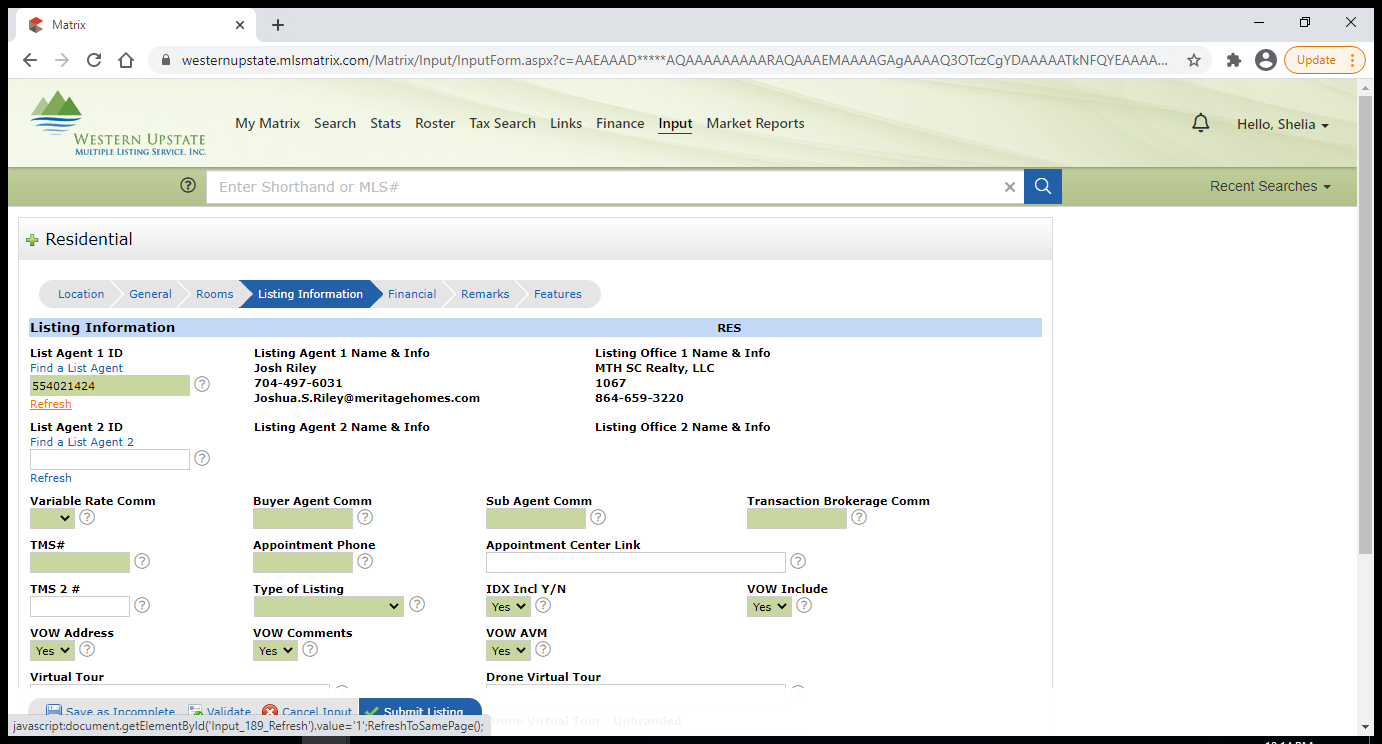 Matrix
westernupstate.mlsmatrix.com/Matrix/Input/InputForm.aspx?c=AAEAAAD*****AQAAAAAAAAARAQAAAEMAAAAGAgAAAAQ3OTczCgYDAAAAATkNFQYEAAAA...
Update
WESTERN UPSTATE
MULTIPLE LISTING SERVICE, INC.
My Matrix Search Stats Roster Tax Search Links Finance Input Market Reports
Hello, Shelia
Enter Shorthand or MLS#
Recent Searches
Residential
Location General Rooms Listing Information Financial Remarks Features
Listing Information RES
List Agent 1 ID Listing Agent 1 Name & Info Listing Office 1 Name & Info
Find a List Agent Josh Riley MTH SC Realty, LLC
554021424 704-497-6031 1067
Joshua.S.Riley@meritagehomes.com 864-659-3220
Refresh
List Agent 2 ID Listing Agent 2 Name & Info Listing Office 2 Name & Info
Find a List Agent 2
Refresh
Variable Rate Comm Buyer Agent Comm Sub Agent Comm Transaction Brokerage Comm
TMS# Appointment Phone Appointment Center Link
TMS 2 # Type of Listing IDX Incl Y/N VOW Include
Yes Yes
VOW Address VOW Comments VOW AVM
Yes Yes Yes
Virtual Tour Drone Virtual Tour
Save as Incomplete Validate Cancel Input Submit Listing
Drone Virtual Tour - Unbranded
javascript:document.getElementById('Input_189_Refresh').value='1';RefreshToSamePage();